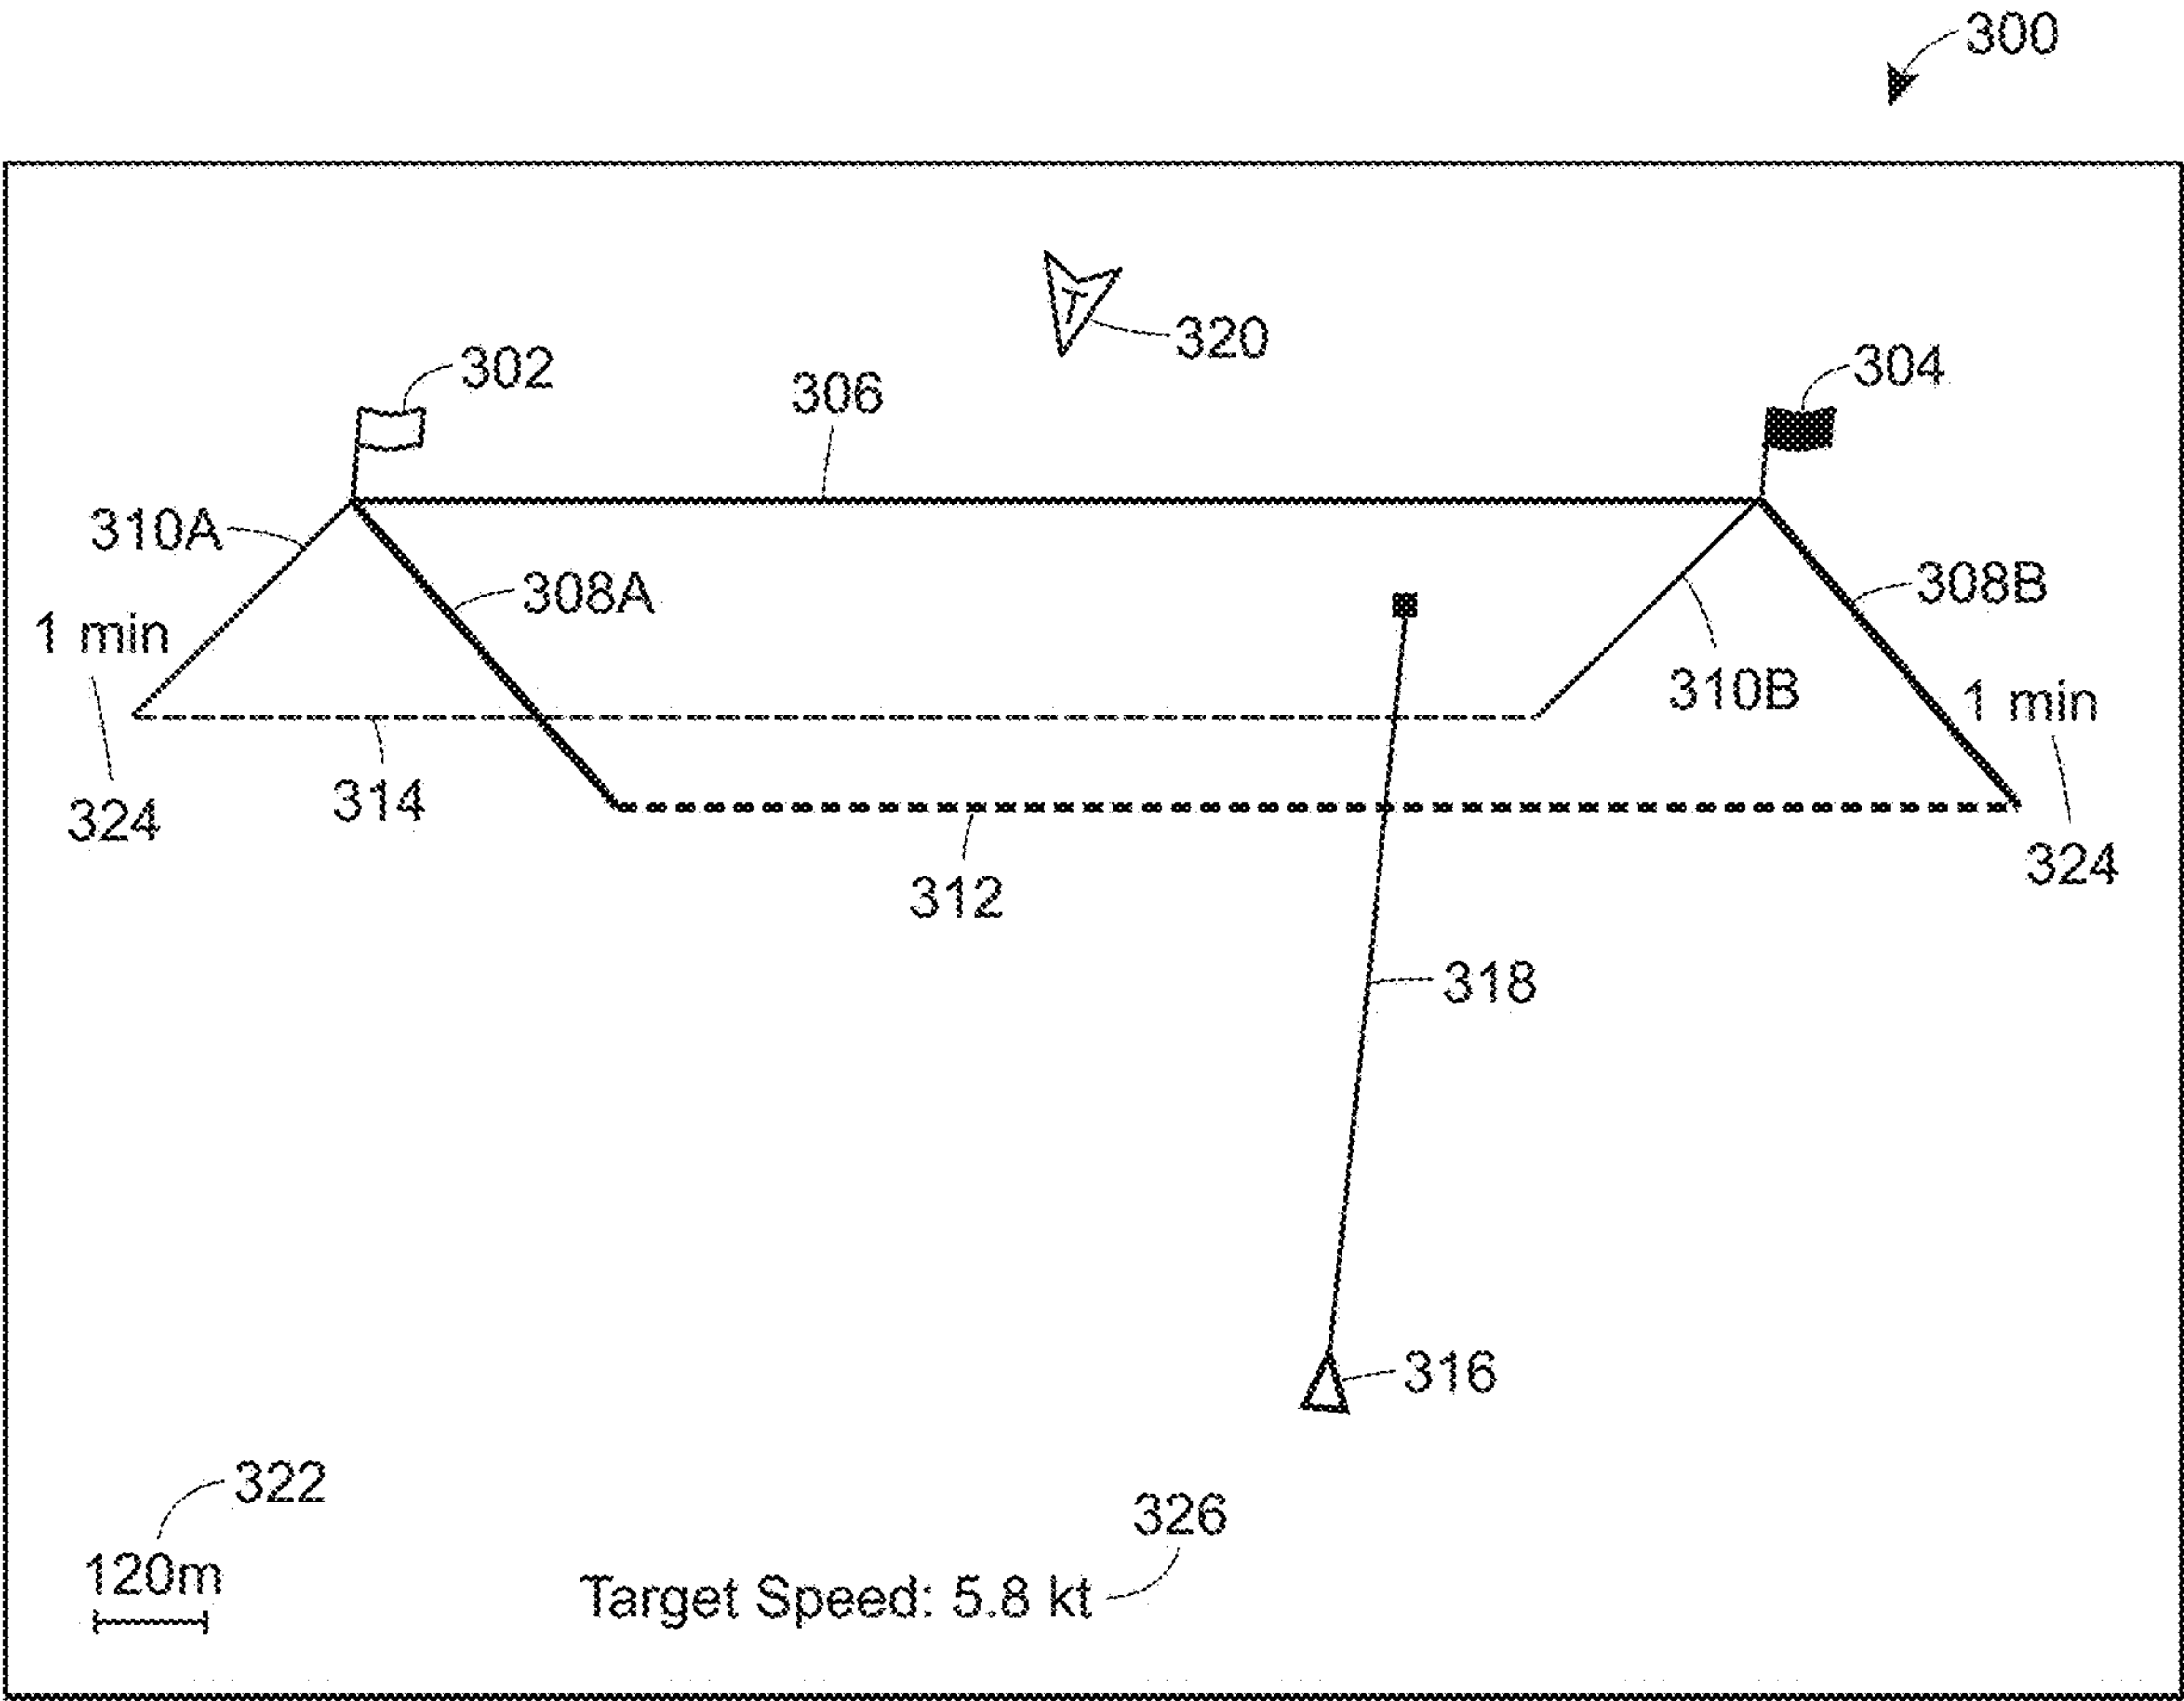 300
T
320
302
304
306
310A
308A
308B
1 min
310B
1 min
314
324
312
324
318
316
322
326
120m
Target Speed: 5.8 kt